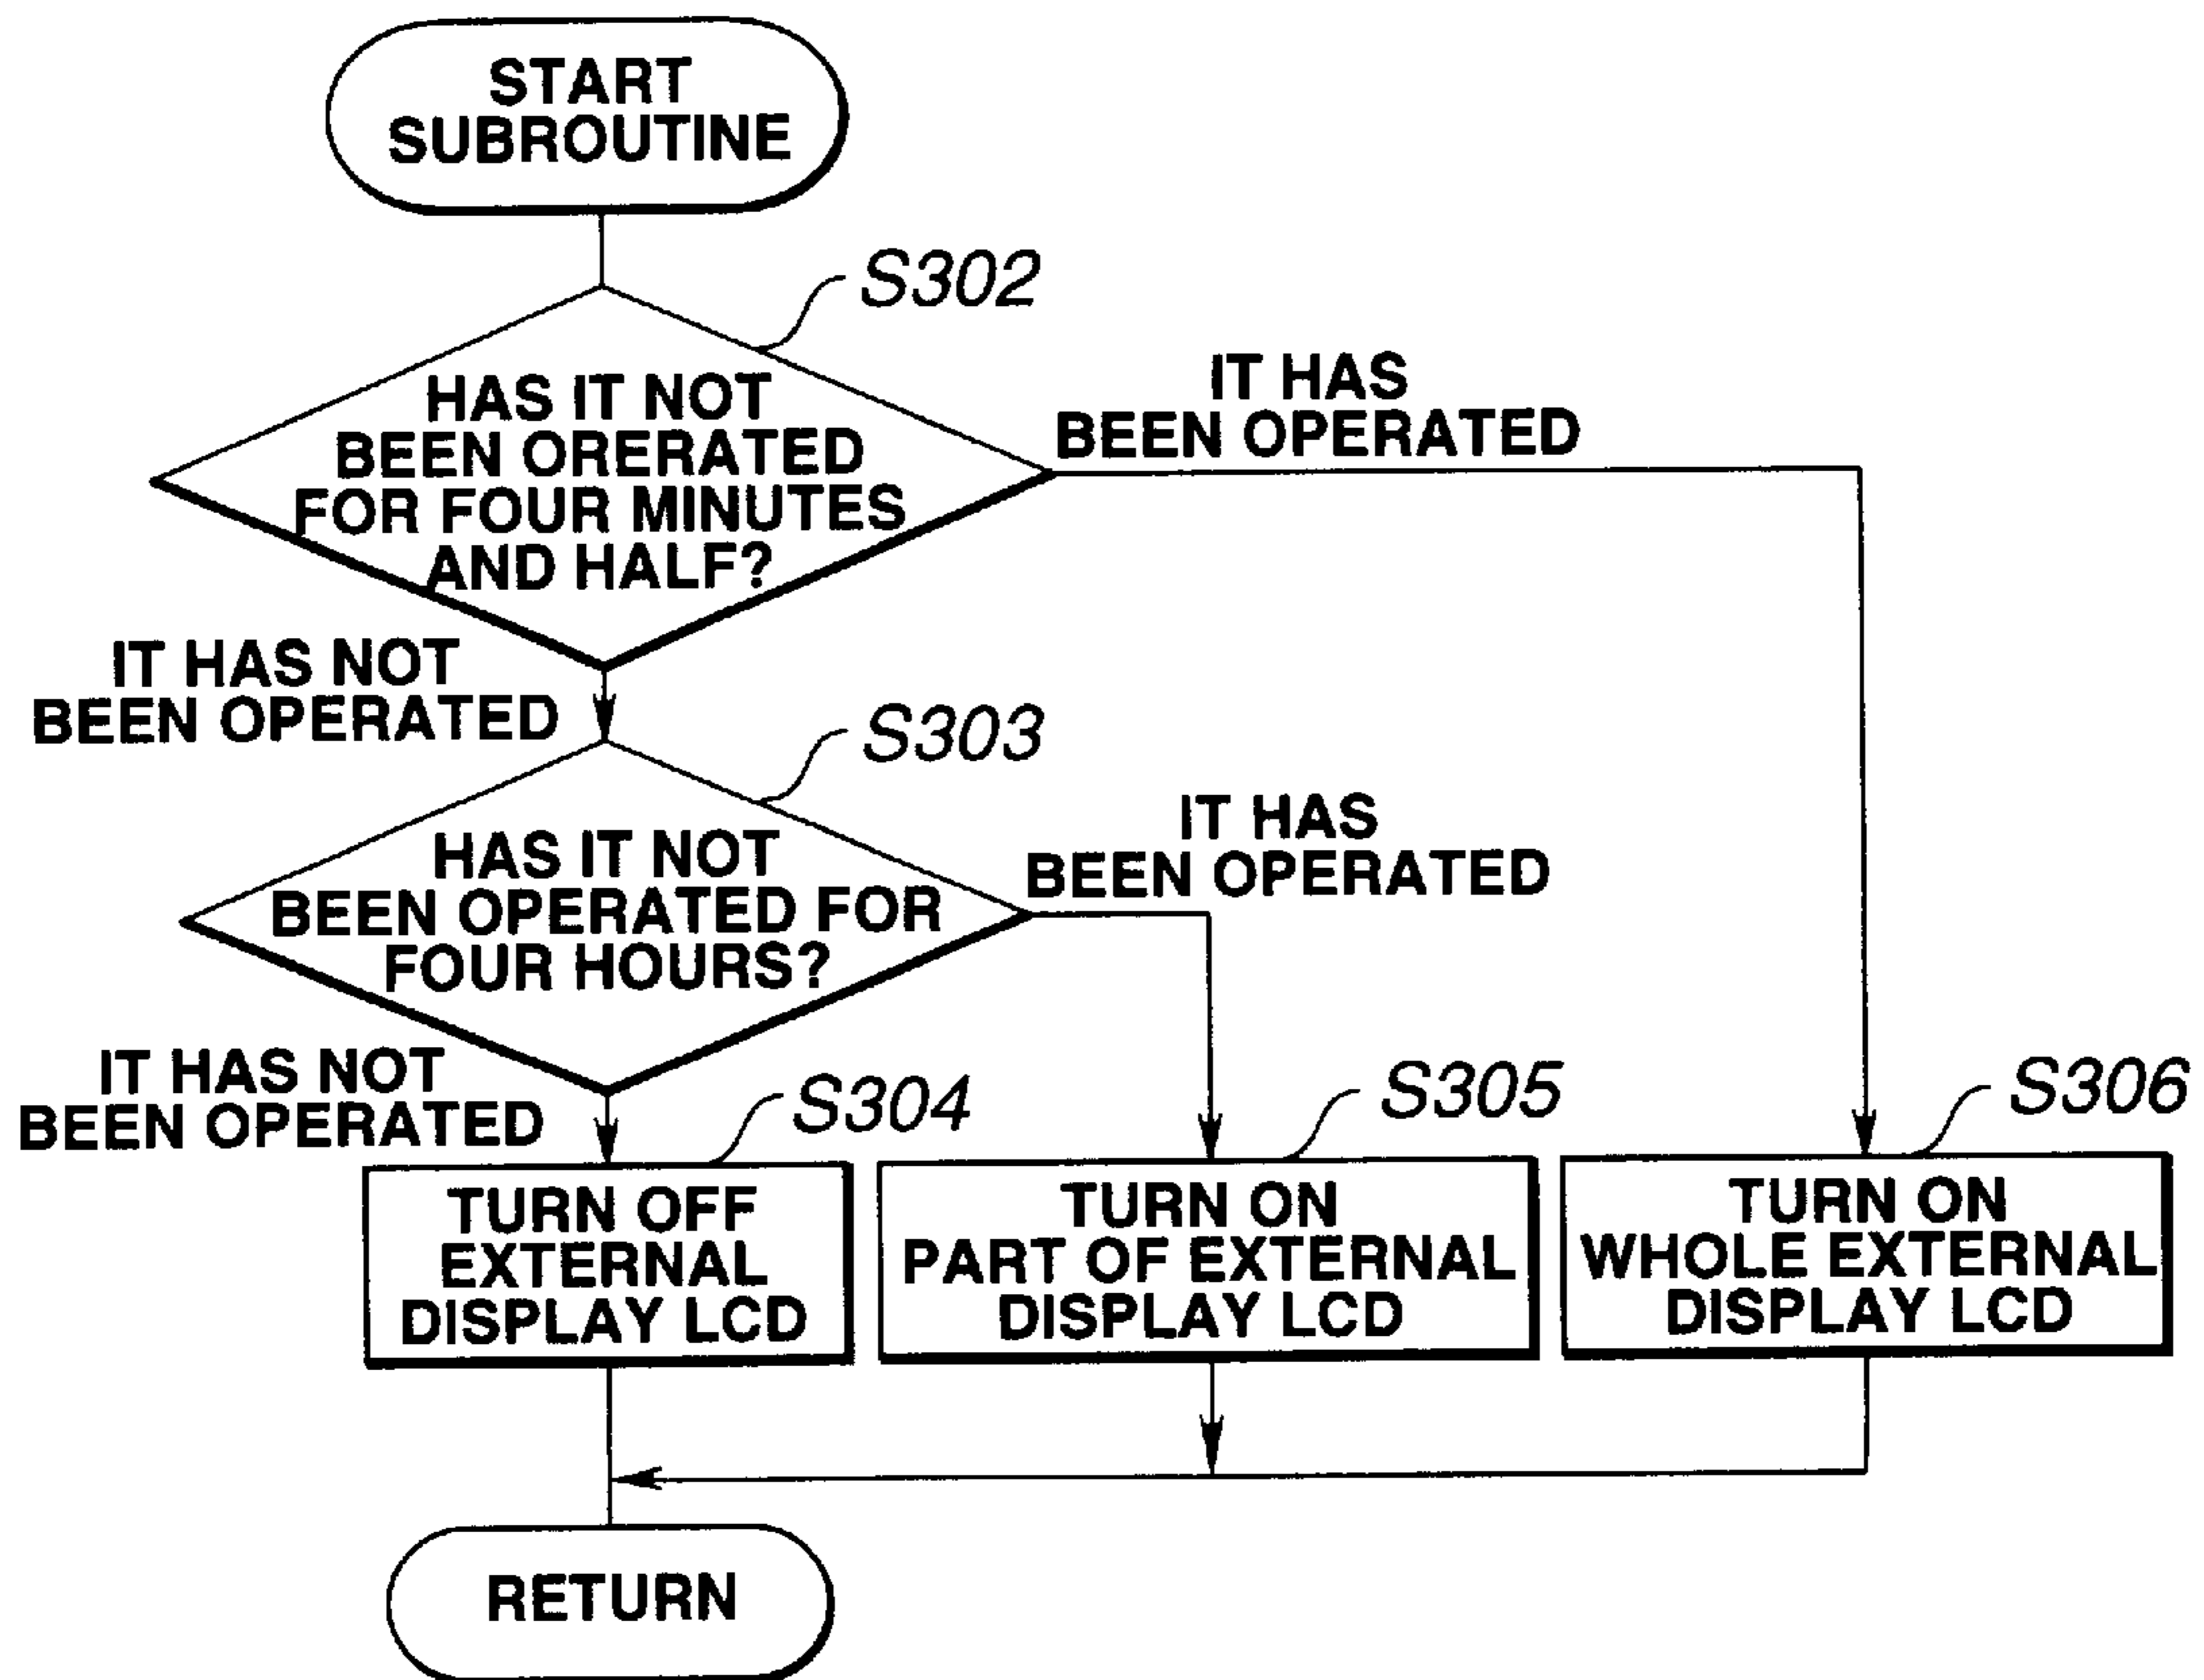 START
SUBROUTINE
S302
HAS IT NOT
BEEN ORERATED
FOR FOUR MINUTES
AND HALF?
IT HAS
BEEN OPERATED
IT HAS NOT
BEEN OPERATED
S303
HAS IT NOT
BEEN OPERATED FOR
FOUR HOURS?
IT HAS
BEEN OPERATED
IT HAS NOT
BEEN OPERATED
S304
TURN OFF
EXTERNAL
DISPLAY LCD
S305
TURN ON
PART OF EXTERNAL
DISPLAY LCD
S306
TURN ON
WHOLE EXTERNAL
DISPLAY LCD
RETURN